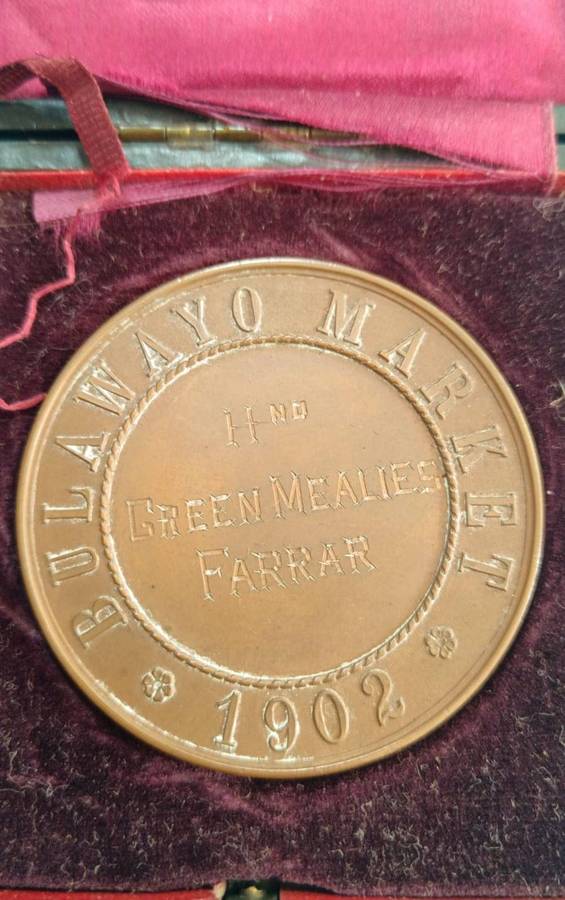 BULAWAYO MARKET
IIND
GREEN MEALIES
FARRAR
1902